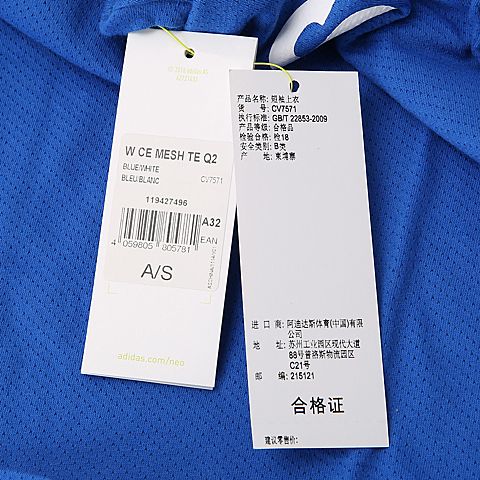 © 2016 adidas AG
W CE MESH TE Q2
BLUE/WHITE
BLEU/BLANC CV7571
119427496
A32
EAN
4 059805 805781
A/S
adidas.com/neo
产品名称: 短袖上衣
货 号: CV7571
执行标准: GB/T 22853-2009
产品等级: 合格品
检验合格: 检18
安全类别: B类
产 地: 柬埔寨
进 口 商: 阿迪达斯体育(中国)有限
公司
地 址: 苏州工业园区现代大道
88号普洛斯物流园区
C21号
邮 编: 215121
合格证
建议零售价: